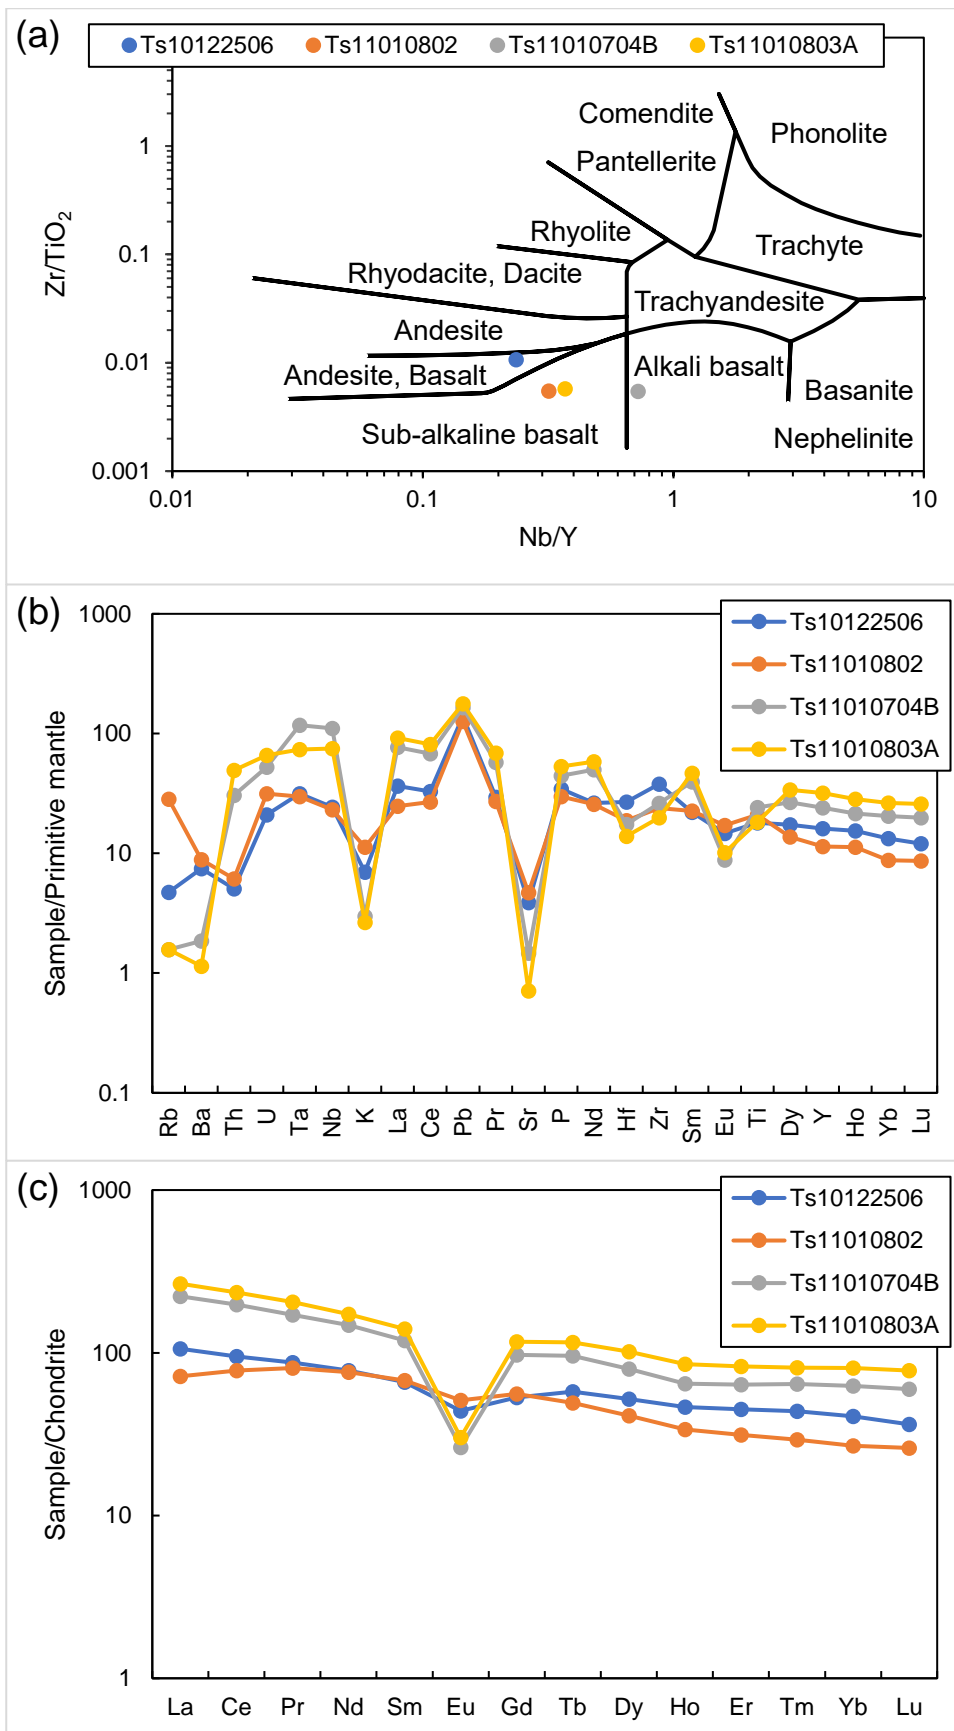 (a)
Ts10122506 Ts11010802 Ts11010704B Ts11010803A
Comendite
Phonolite
1
Pantellerite
Zr/TiO2
Rhyolite
Trachyte
0.1
Rhyodacite, Dacite
Trachyandesite
Andesite
0.01
Andesite, Basalt
Alkali basalt
Basanite
Sub-alkaline basalt
Nephelinite
0.001
0.01 0.1 1 10
Nb/Y
(b)
1000
Ts10122506
Ts11010802
Ts11010704B
Ts11010803A
100
10
1
0.1
Sample/Primitive mantle
Rb Ba Th U Ta Nb K La Ce Pb Pr Sr P Nd Hf Zr Sm Eu Ti Dy Y Ho Yb Lu
(c)
1000
Ts10122506
Ts11010802
Ts11010704B
Ts11010803A
100
10
1
Sample/Chondrite
La Ce Pr Nd Sm Eu Gd Tb Dy Ho Er Tm Yb Lu